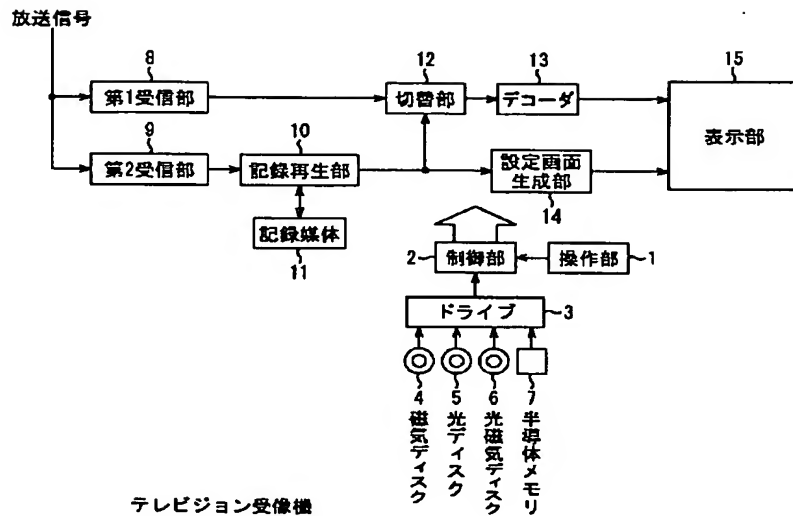 放送信号
8
第1受信部
12
切替部
13
デコーダ
15
表示部
9
第2受信部
10
記録再生部
設定画面
生成部
14
記録媒体
11
2
制御部
操作部
1
ドライブ
3
4
磁気ディスク
5
光ディスク
6
光磁気ディスク
7
半導体メモリ
テレビジョン受像機